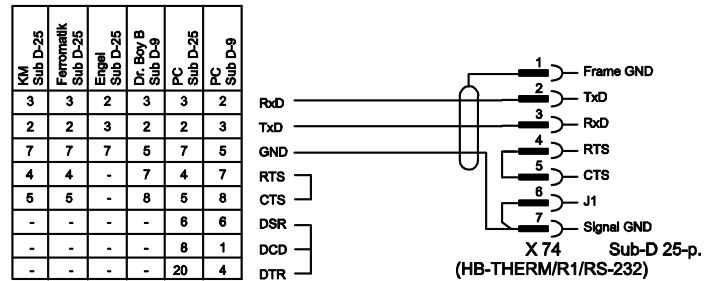 KM Sub D-25 Ferromatik Sub D-25 Engel Sub D-25 Dr. Boy B Sub D-9 PC Sub D-25 PC Sub D-9
3 3 2 3 3 2 RxD
2 2 3 2 2 3 TxD
7 7 7 5 7 5 GND
4 4 - 7 4 7 RTS
5 5 - 8 5 8 CTS
- - - - 6 6 DSR
- - - - 8 1 DCD
- - - - 20 4 DTR
1 Frame GND
2 TxD
3 RxD
4 RTS
5 CTS
6 J1
7 Signal GND
X 74 Sub-D 25-p.
(HB-THERM/R1/RS-232)